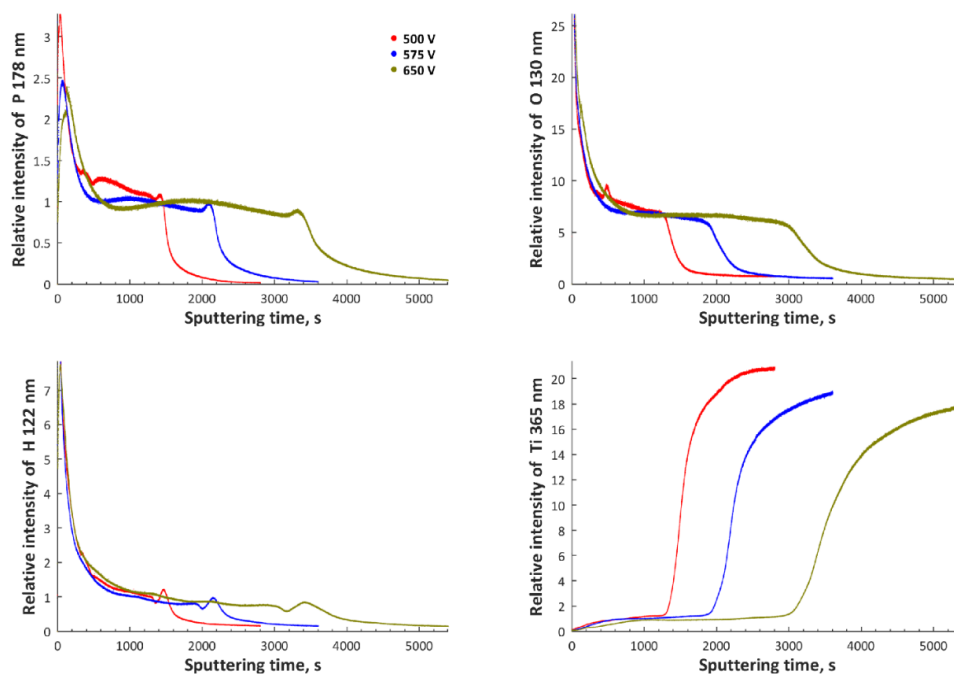 Relative intensity of P 178 nm
3
2.5
2
1.5
1
0.5
0
500 V
575 V
650 V
0 1000 2000 3000 4000 5000
Sputtering time, s
Relative intensity of O 130 nm
25
20
15
10
5
0
0 1000 2000 3000 4000 5000
Sputtering time, s
Relative intensity of H 122 nm
7
6
5
4
3
2
1
0
0 1000 2000 3000 4000 5000
Sputtering time, s
Relative intensity of Ti 365 nm
20
18
16
14
12
10
8
6
4
2
0
0 1000 2000 3000 4000 5000
Sputtering time, s